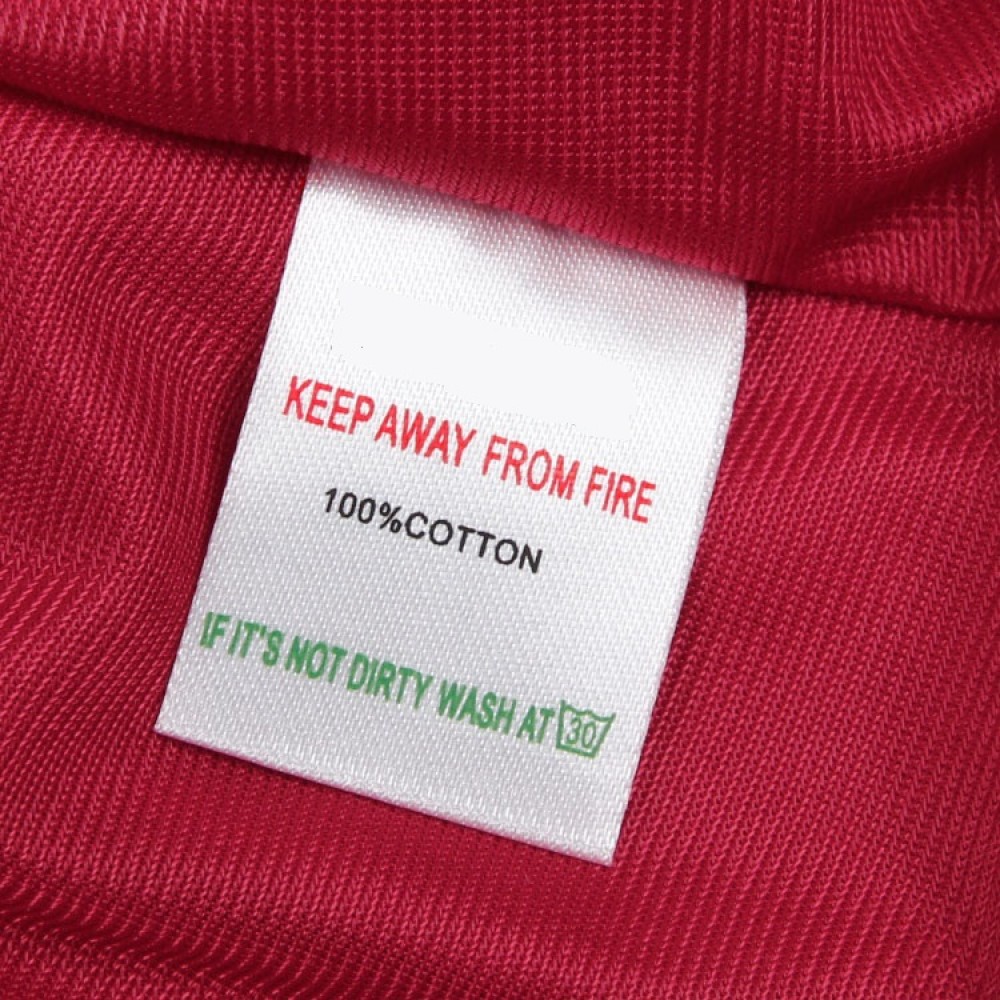 KEEP AWAY FROM FIRE
100%COTTON
IF IT'S NOT DIRTY WASH AT 30